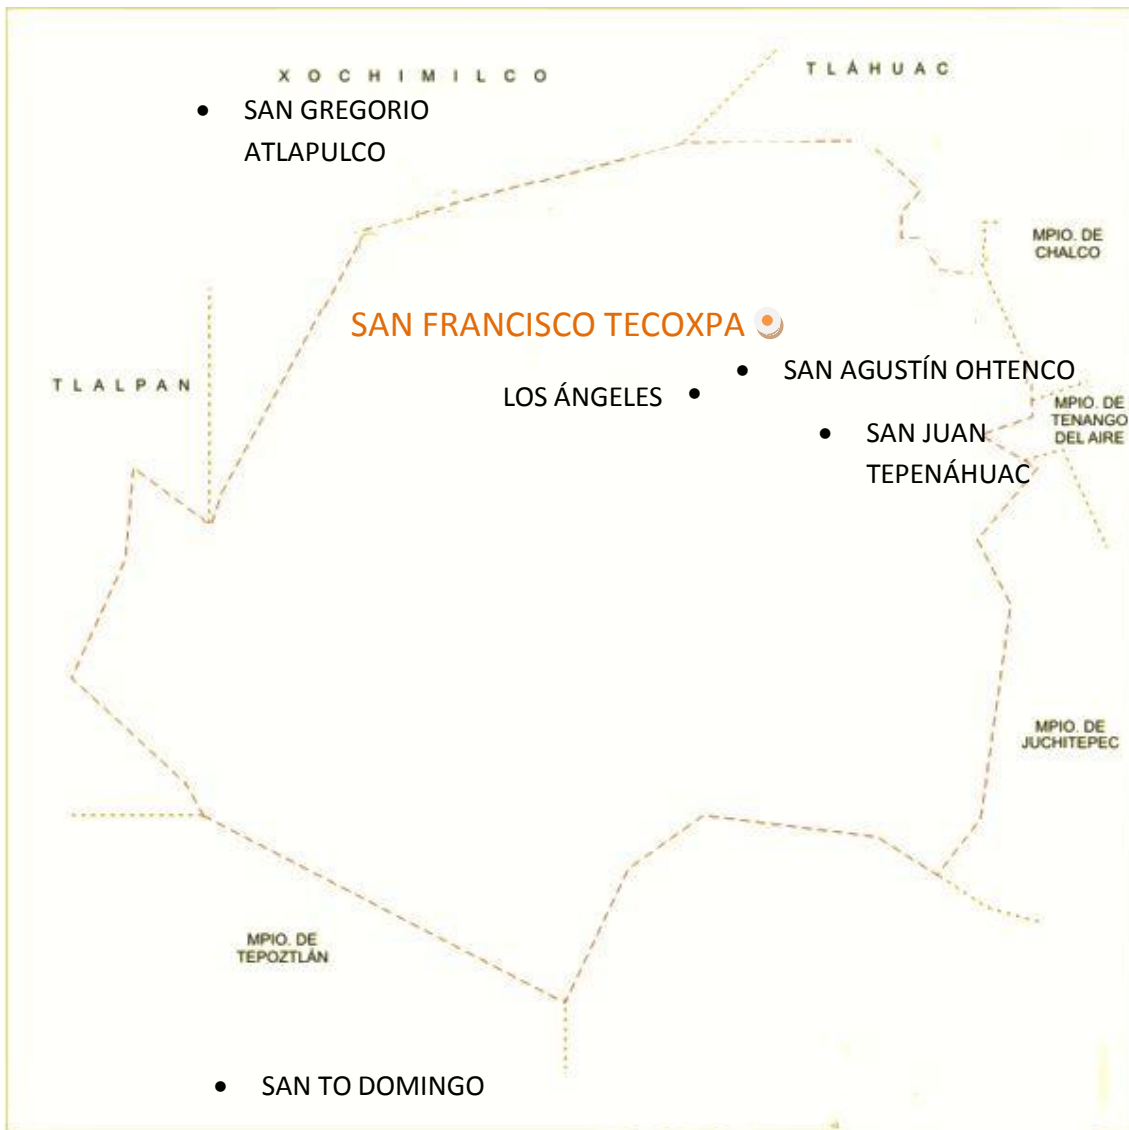 XOCHIMILCO
TLÁHUAC
SAN GREGORIO
ATLAPULCO
MPIO. DE
CHALCO
SAN FRANCISCO TECOXPA
TLALPAN
SAN AGUSTÍN OHTENCO
LOS ÁNGELES
MPIO. DE
TENANGO
DEL AIRE
SAN JUAN
TEPENÁHUAC
MPIO. DE
JUCHITEPEC
MPIO. DE
TEPOZTLÁN
SAN TO DOMINGO